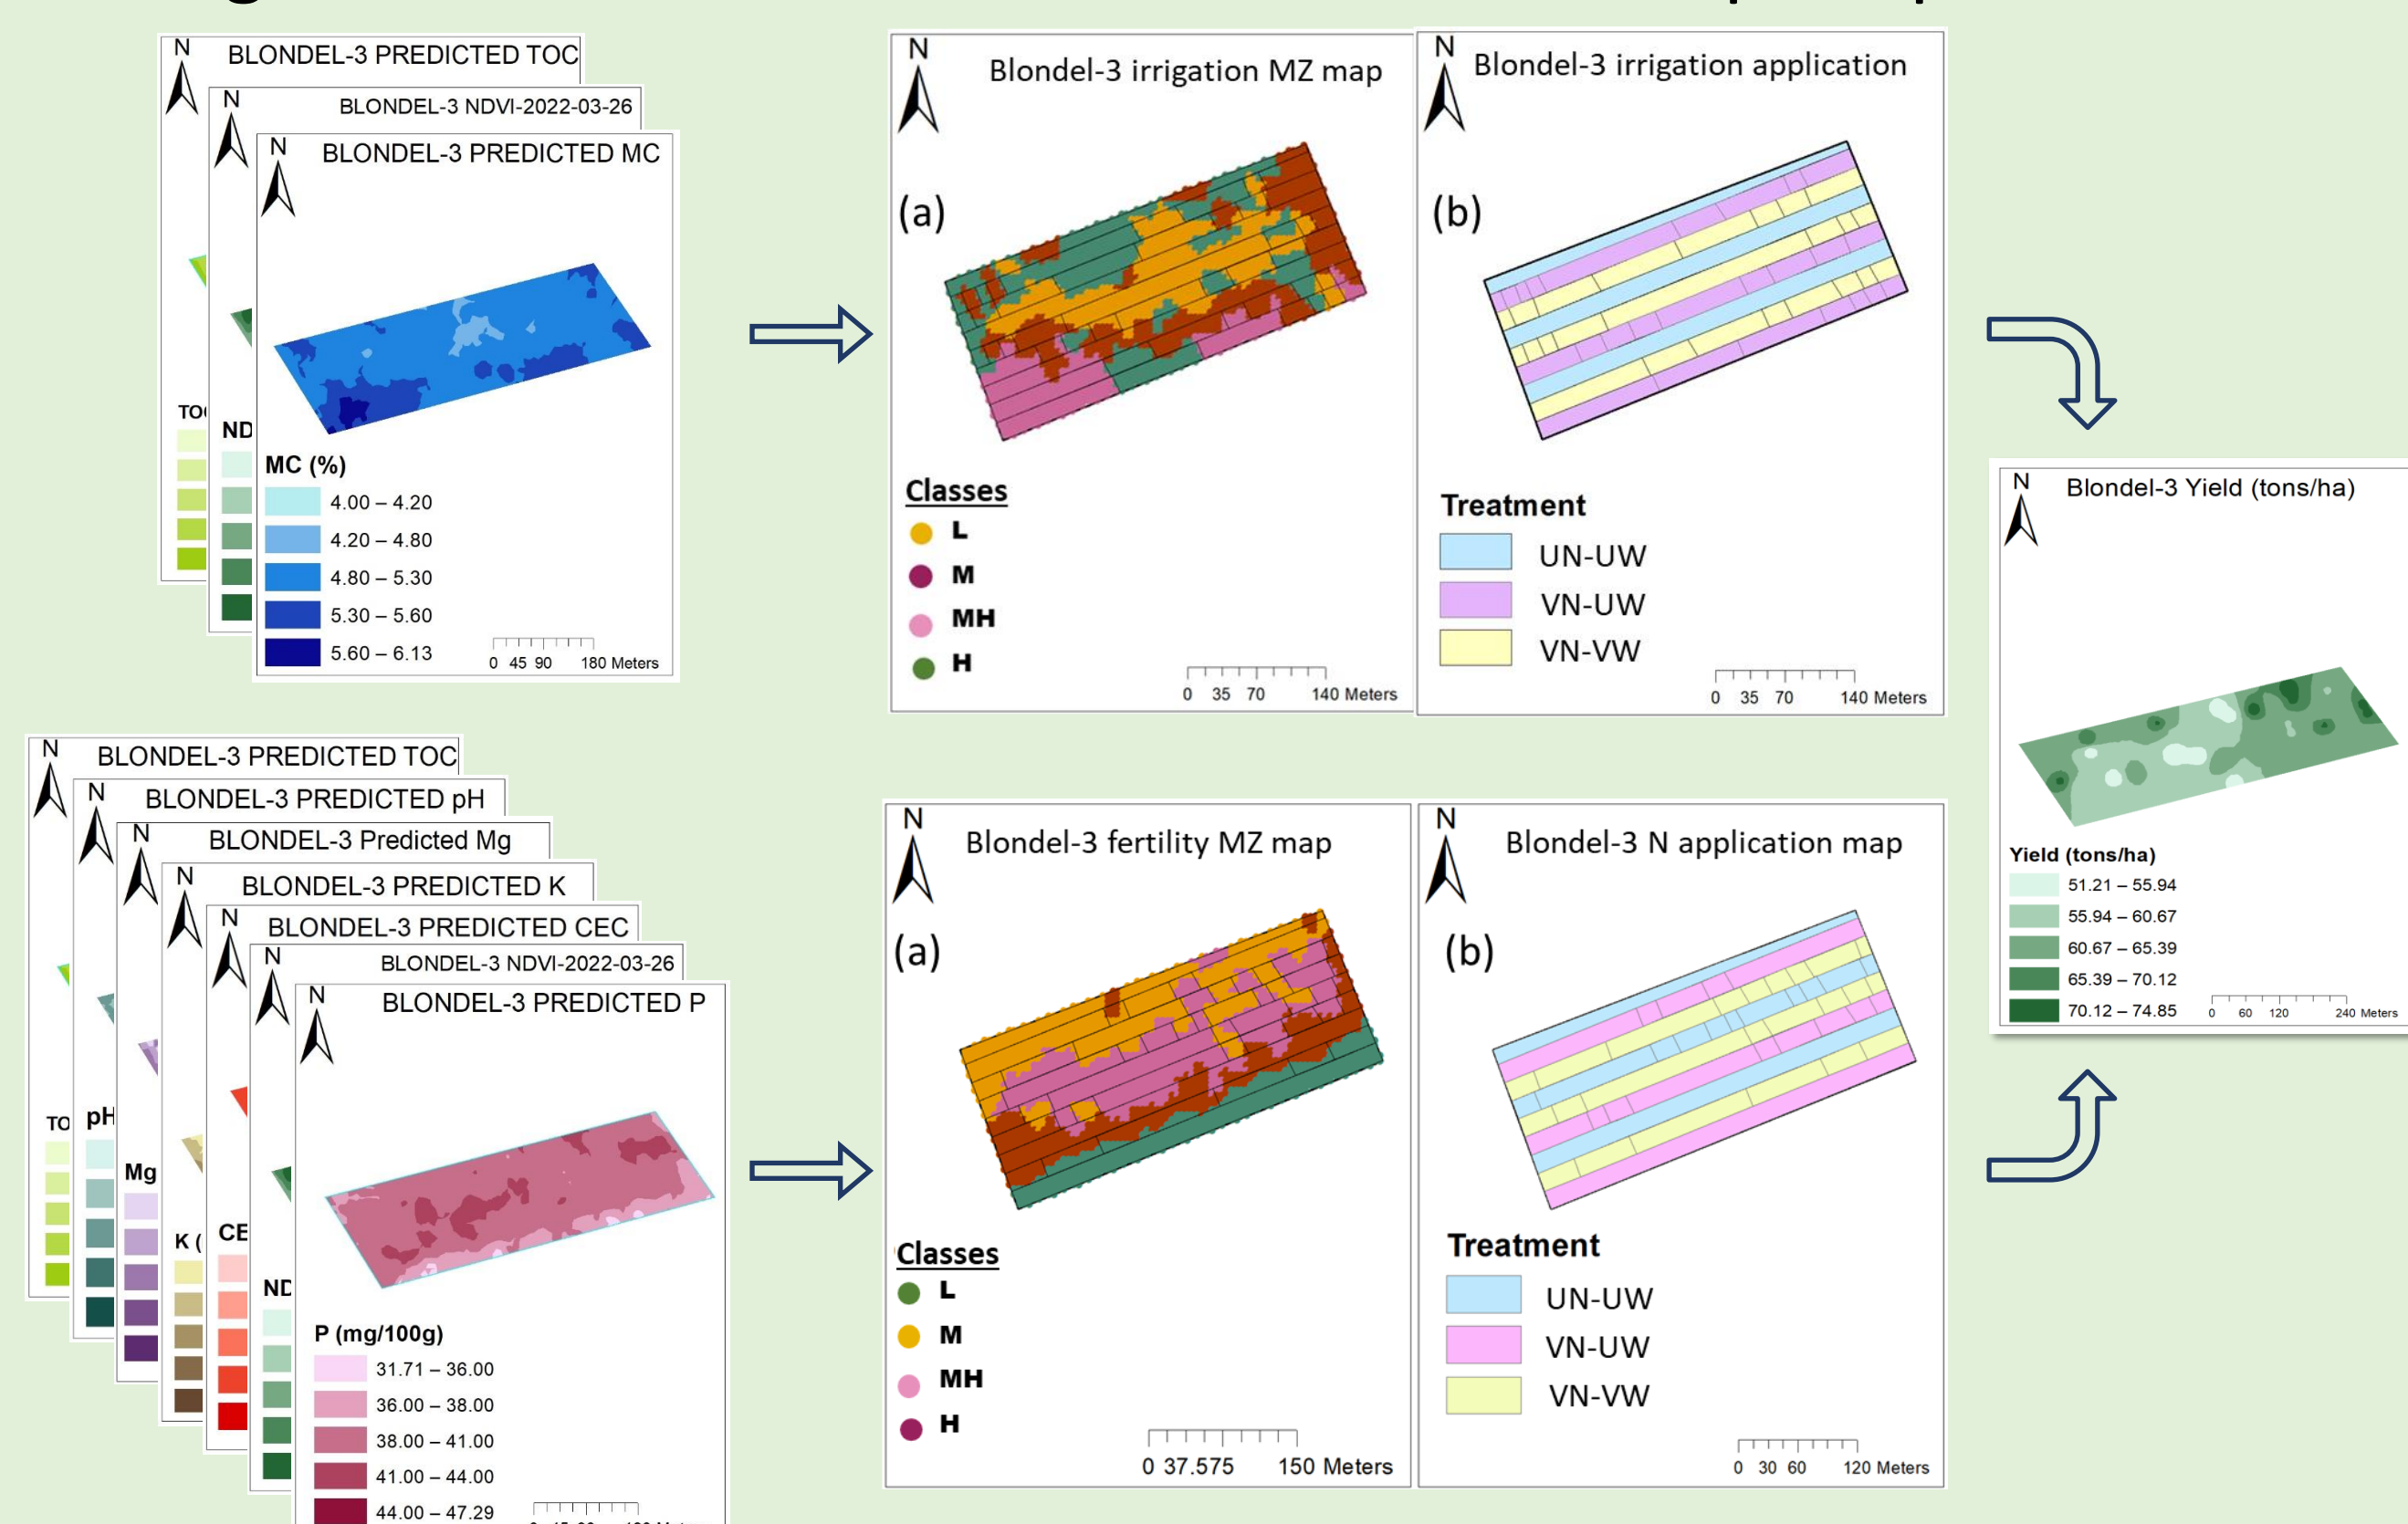 N
BLONDEL-3 PREDICTED TOC
N
BLONDEL-3 NDVI-2022-03-26
N
BLONDEL-3 PREDICTED MC
ND
MC (%)
4.00 – 4.20
4.20 – 4.80
4.80 – 5.30
5.30 – 5.60
5.60 – 6.13
0 45 90 180 Meters
N
Blondel-3 irrigation MZ map
(a)
Classes
L
M
MH
H
0 35 70 140 Meters
N
Blondel-3 irrigation application
(b)
Treatment
UN-UW
VN-UW
VN-VW
0 35 70 140 Meters
N
Blondel-3 Yield (tons/ha)
Yield (tons/ha)
51.21 – 55.94
55.94 – 60.67
60.67 – 65.39
65.39 – 70.12
70.12 – 74.85
0 60 120 240 Meters
N
BLONDEL-3 PREDICTED TOC
N
BLONDEL-3 PREDICTED pH
N
BLONDEL-3 Predicted Mg
N
BLONDEL-3 PREDICTED K
N
BLONDEL-3 PREDICTED CEC
N
BLONDEL-3 NDVI-2022-03-26
N
BLONDEL-3 PREDICTED P
TO
pH
Mg
K (
CE
ND
P (mg/100g)
31.71 – 36.00
36.00 – 38.00
38.00 – 41.00
41.00 – 44.00
44.00 – 47.29
N
Blondel-3 fertility MZ map
(a)
Classes
L
M
MH
H
0 37.575 150 Meters
N
Blondel-3 N application map
(b)
Treatment
UN-UW
VN-UW
VN-VW
0 30 60 120 Meters